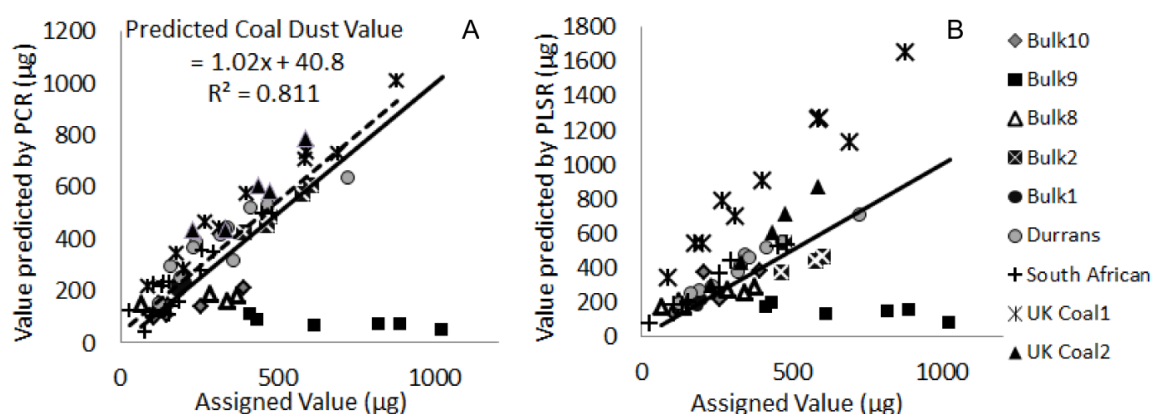 Predicted Coal Dust Value
= 1.02x + 40.8
R² = 0.811
A
Value predicted by PCR (µg)
1200
1000
800
600
400
200
0
0
500
1000
Assigned Value (µg)
B
Value predicted by PLSR (µg)
1800
1600
1400
1200
1000
800
600
400
200
0
0
500
1000
Assigned Value (µg)
Bulk10
Bulk9
Bulk8
Bulk2
Bulk1
Durrans
South African
UK Coal1
UK Coal2